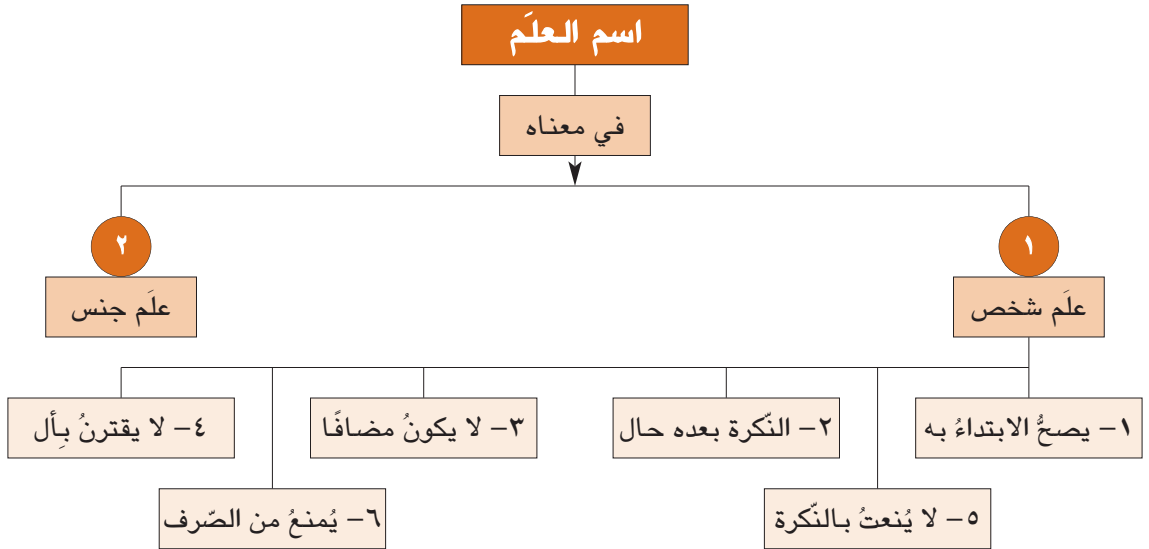 اسم العلَم
في معناه
١
علَم شخص
٢
علَم جنس
١- يصحُّ الابتداءُ به
٢- النّكرة بعده حال
٣- لا يكونُ مضافًا
٤- لا يقترنُ بِأل
٥- لا يُنعتُ بالنّكرة
٦- يُمنعُ من الصّرف